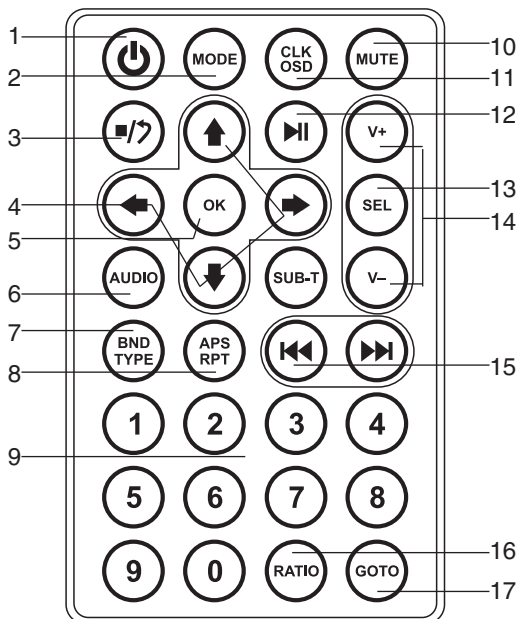 1
2
3
4
5
6
7
8
9
MODE
CLK
OSD
MUTE
V+
OK
SEL
AUDIO
SUB-T
V–
BND
TYPE
APS
RPT
1
2
3
4
5
6
7
8
9
0
RATIO
GOTO
10
11
12
13
14
15
16
17